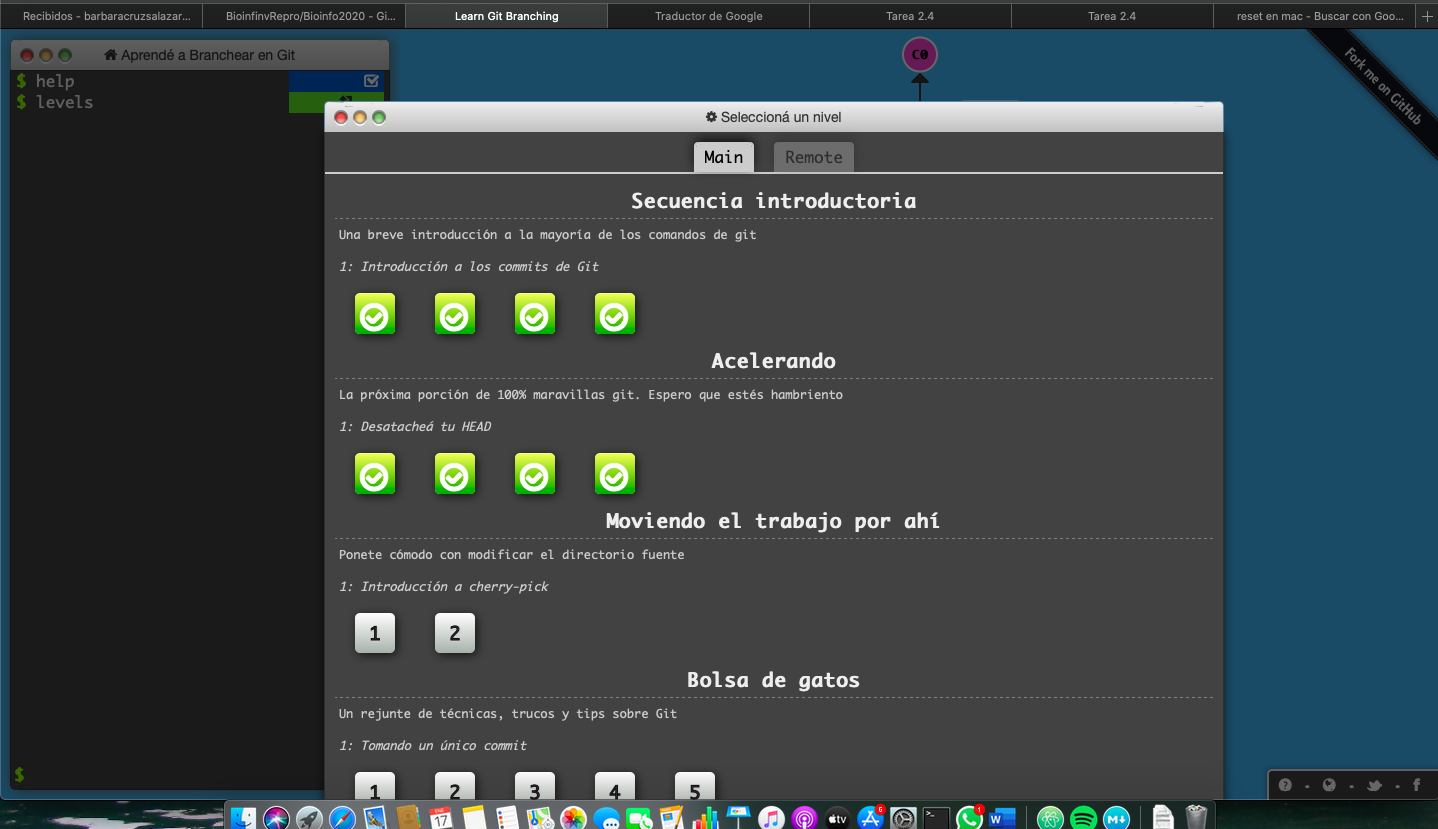 Recibidos - barbaracruzsalazar...
BioinfinvRepro/Bioinfo2020 - Gi...
Learn Git Branching
Traductor de Google
Tarea 2.4
Tarea 2.4
reset en mac - Buscar con Goo...
Aprendé a Branchear en Git
$ help
$ levels
C0
Fork me on GitHub
Seleccioná un nivel
Main
Remote
Secuencia introductoria
Una breve introducción a la mayoría de los comandos de git
1: Introducción a los commits de Git
Acelerando
La próxima porción de 100% maravillas git. Espero que estés hambriento
1: Desatacheá tu HEAD
Moviendo el trabajo por ahí
Ponete cómodo con modificar el directorio fuente
1: Introducción a cherry-pick
1 2
Bolsa de gatos
Un rejunte de técnicas, trucos y tips sobre Git
1: Tomando un único commit
1 2 3 4 5
$
17
tv
6
1
W